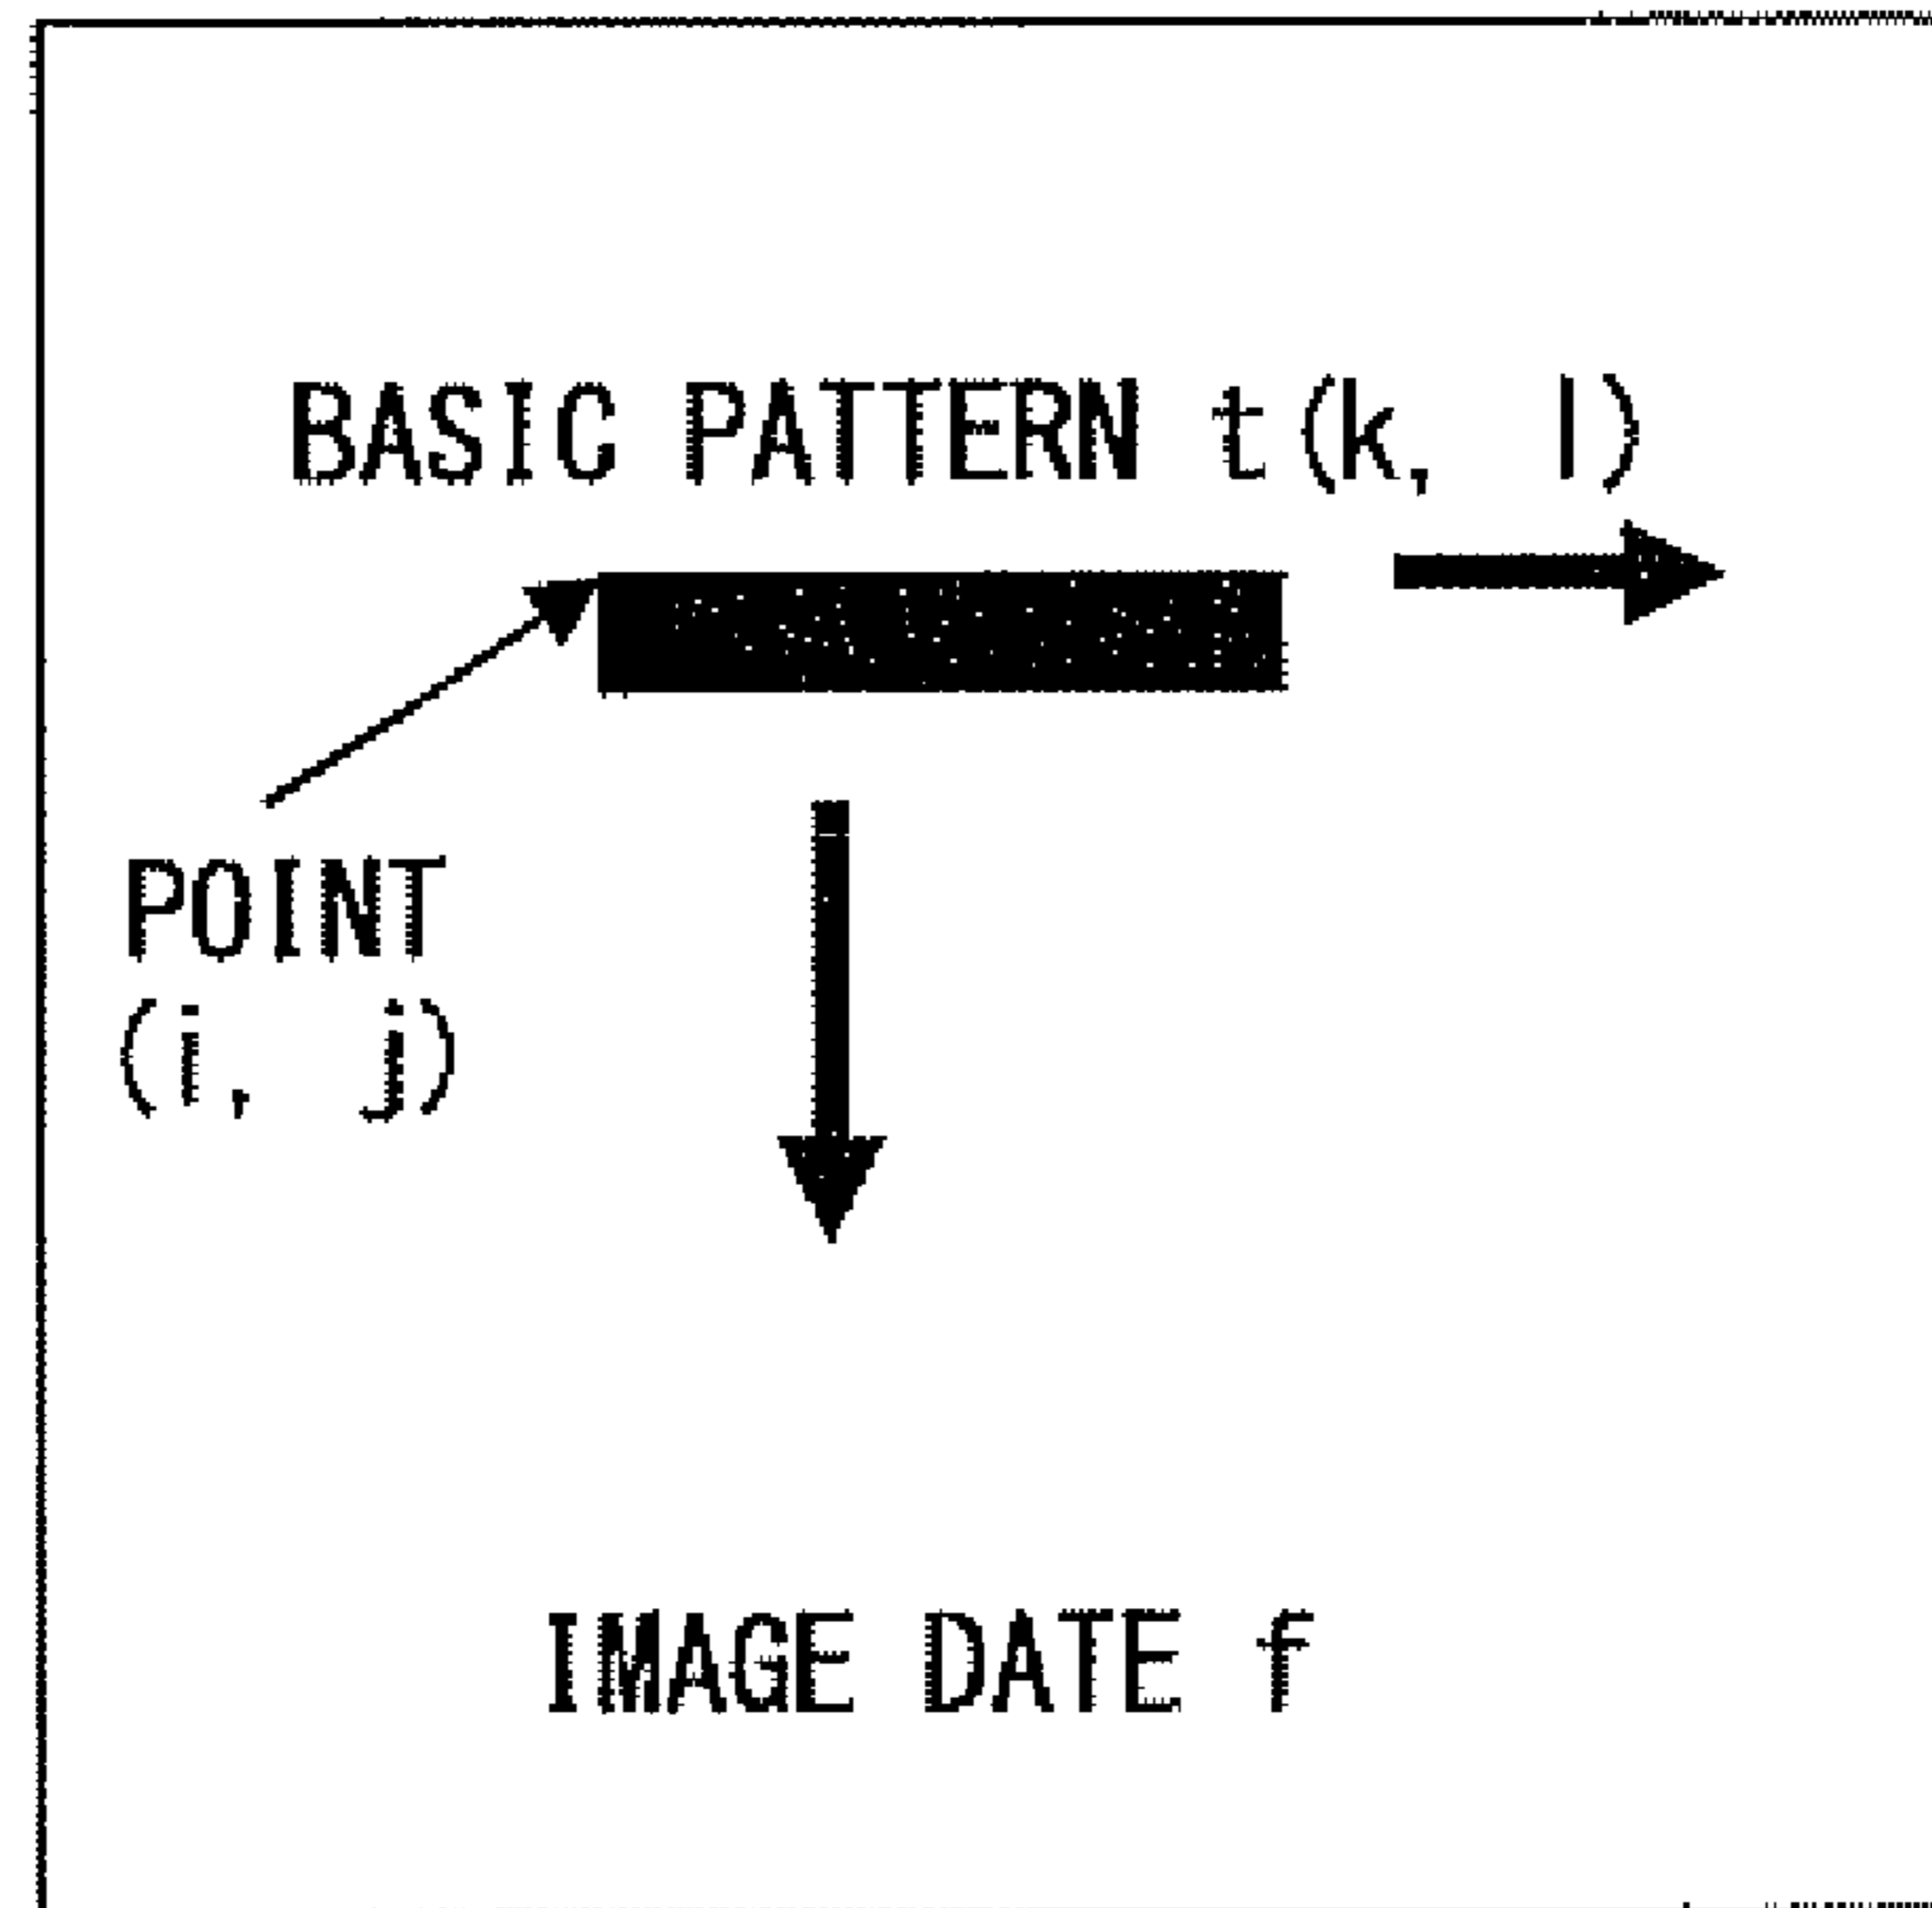 BASIC PATTERN t(k, l)
POINT
(i, j)
IMAGE DATE f